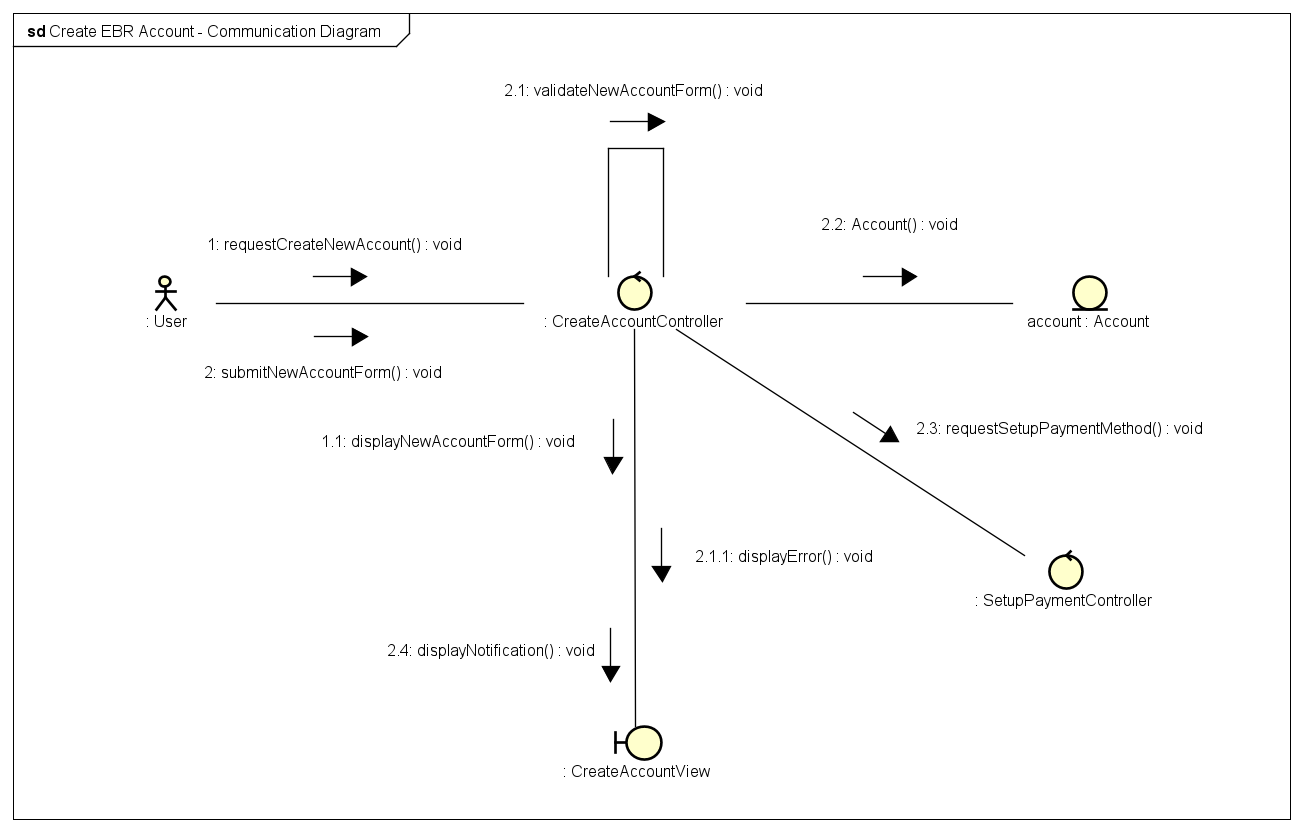 sd Create EBR Account - Communication Diagram
2.1: validateNewAccountForm() : void
2.2: Account() : void
1: requestCreateNewAccount() : void
: User
: CreateAccountController
account : Account
2: submitNewAccountForm() : void
2.3: requestSetupPaymentMethod() : void
1.1: displayNewAccountForm() : void
2.1.1: displayError() : void
: SetupPaymentController
2.4: displayNotification() : void
: CreateAccountView